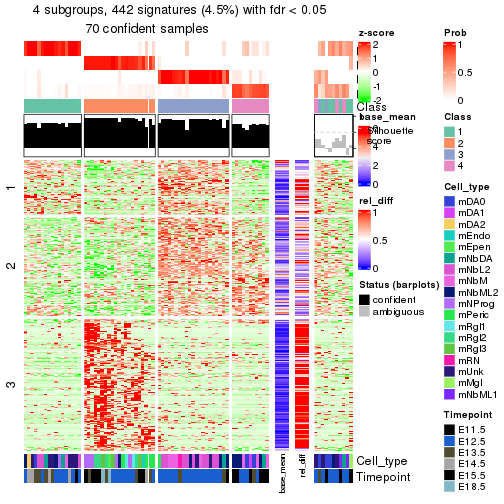 4 subgroups, 442 signatures (4.5%) with fdr < 0.05
70 confident samples
z-score
2
1
0
-1
-2
Prob
1
0.5
0
Class
base_mean
6
4
2
0
Silhouette
score
Class
1
2
3
4
1
2
3
rel_diff
1
0.5
0
Status (barplots)
confident
ambiguous
Cell_type
mDA0
mDA1
mDA2
mEndo
mEpen
mNbDA
mNbL2
mNbM
mNbML2
mNProg
mPeric
mRgl1
mRgl2
mRgl3
mRN
mUnk
mMgl
mNbML1
Timepoint
E11.5
E12.5
E13.5
E14.5
E15.5
E18.5
Cell_type
Timepoint
base_mean
rel_diff